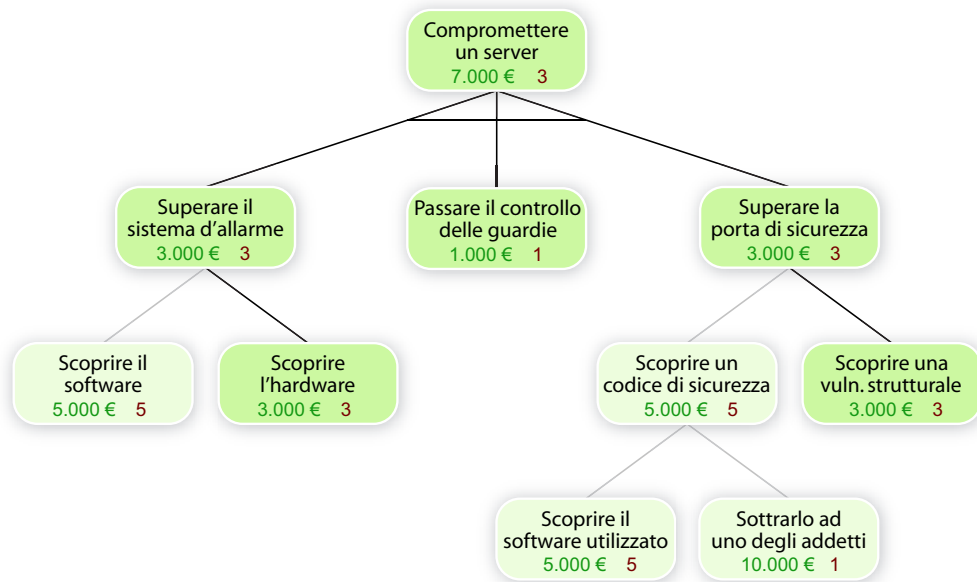 Compromettere
un server
7.000 € 3
Superare il
sistema d'allarme
3.000 € 3
Passare il controllo
delle guardie
1.000 € 1
Superare la
porta di sicurezza
3.000 € 3
Scoprire il
software
5.000 € 5
Scoprire
l'hardware
3.000 € 3
Scoprire un
codice di sicurezza
5.000 € 5
Scoprire una
vuln. strutturale
3.000 € 3
Scoprire il
software utilizzato
5.000 € 5
Sottrarlo ad
uno degli addetti
10.000 € 1